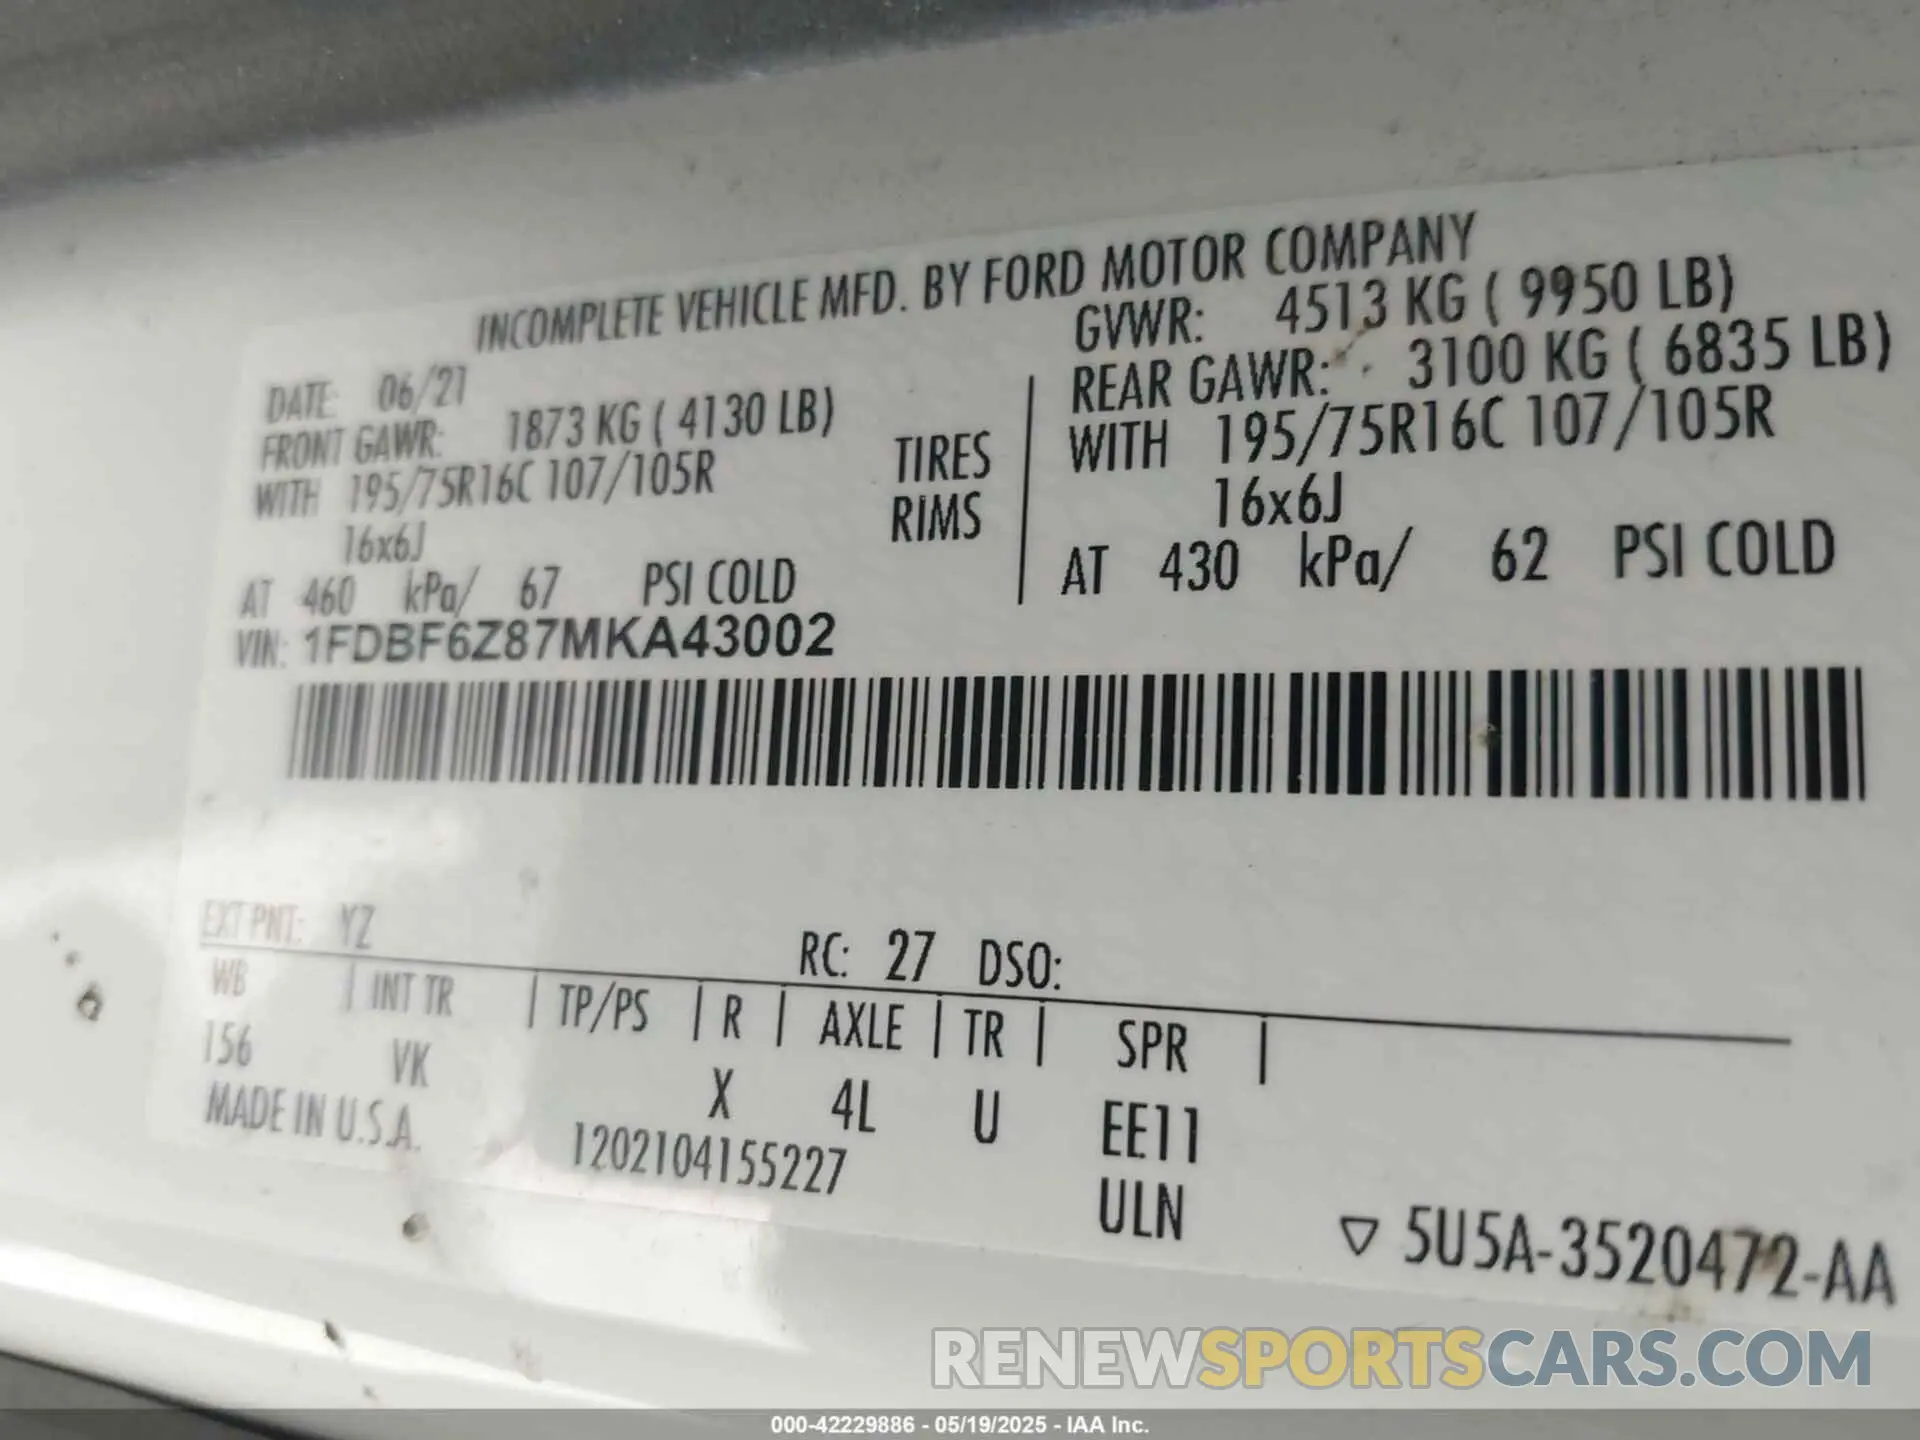 INCOMPLETE VEHICLE MFD. BY FORD MOTOR COMPANY
DATE: 06/21
GVWR: 4513 KG ( 9950 LB)
FRONT GAWR: 1873 KG ( 4130 LB)
REAR GAWR: 3100 KG ( 6835 LB)
WITH 195/75R16C 107/105R
TIRES
WITH 195/75R16C 107/105R
16x6J
RIMS
16x6J
AT 460 kPa/ 67 PSI COLD
AT 430 kPa/ 62 PSI COLD
VIN: 1FDBF6Z87MKA43002
EXT PNT: YZ
RC: 27 DSO:
WB | INT TR | TP/PS | R | AXLE | TR | SPR |
156 VK X 4L U EE11
MADE IN U.S.A.
1202104155227
ULN
▽ 5U5A-3520472-AA
RENEWSPORTSCARS.COM
000-42229886 - 05/19/2025 - IAA Inc.